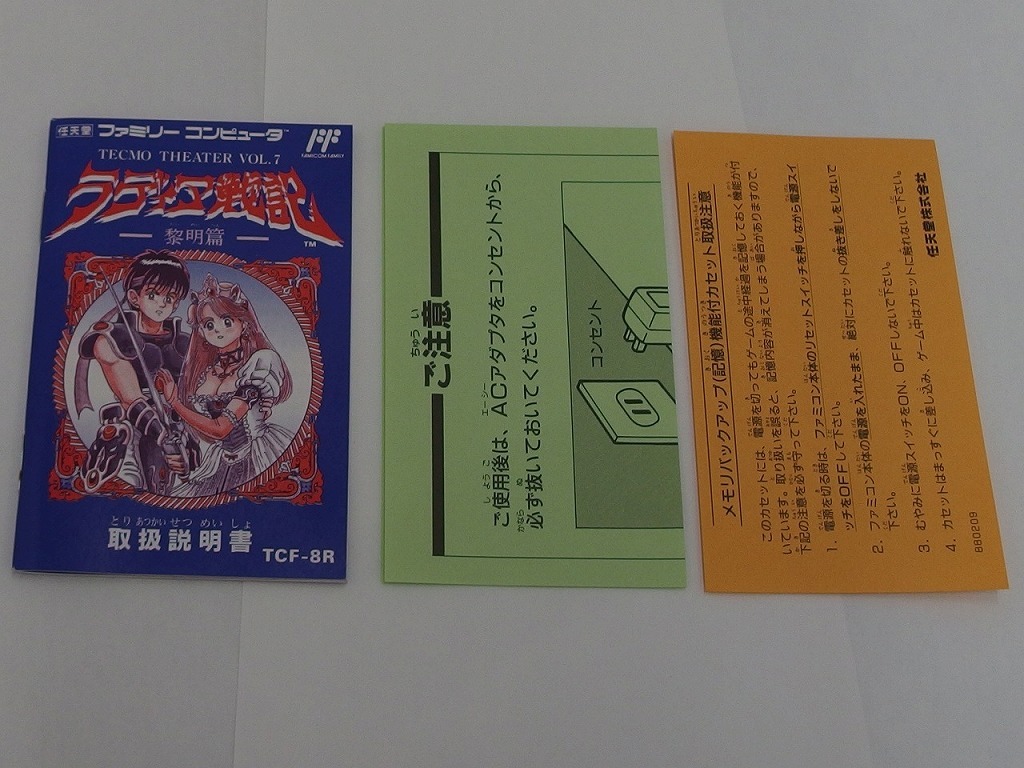 任天堂 ファミリー コンピュータ™
FAMICOM FAMILY
TECMO THEATER VOL.7
ラディア戦記
TM
黎明篇
とりあつかいせつめいしょ
取扱説明書
TCF-8R
ちゅうい
ご注意
しようご エーシー
ご使用後は、ACアダプタをコンセントから、
かなら ぬ
必ず抜いておいてください。
コンセント
メモリバックアップ(記憶)機能付カセット取扱注意
このカセットには、電源を切ってもゲームの途中経過を記憶しておく機能が付
いています。取り扱いを誤ると、記憶内容が消えてしまう場合がありますので、
下記の注意を必ず守って下さい。
1. 電源を切る時は、ファミコン本体のリセットスイッチを押しながら電源スイ
ッチをOFFして下さい。
2. ファミコン本体の電源を入れたまま、絶対にカセットの抜き差しをしないで
下さい。
3. むやみに電源スイッチをON、OFFしないで下さい。
4. カセットはまっすぐに差し込み、ゲーム中はカセットに触れないで下さい。
880209
任天堂株式会社